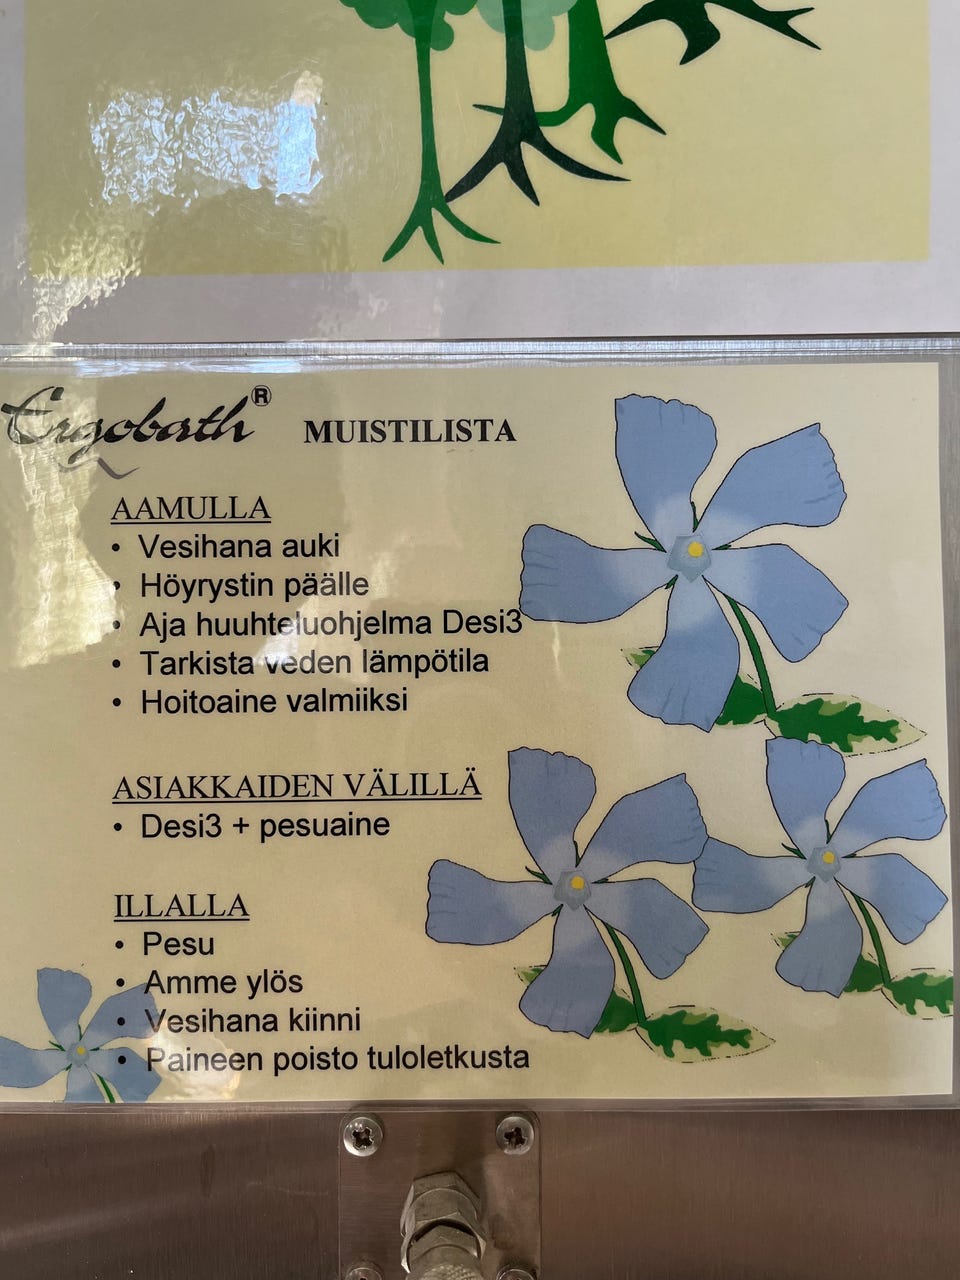 Ergobath® MUISTILISTA
AAMULLA
• Vesihana auki
• Höyrystin päälle
• Aja huuhteluohjelma Desi3
• Tarkista veden lämpötila
• Hoitoaine valmiiksi
ASIAKKAIDEN VÄLILLÄ
• Desi3 + pesuaine
ILLALLA
• Pesu
• Amme ylös
• Vesihana kiinni
• Paineen poisto tuloletkusta